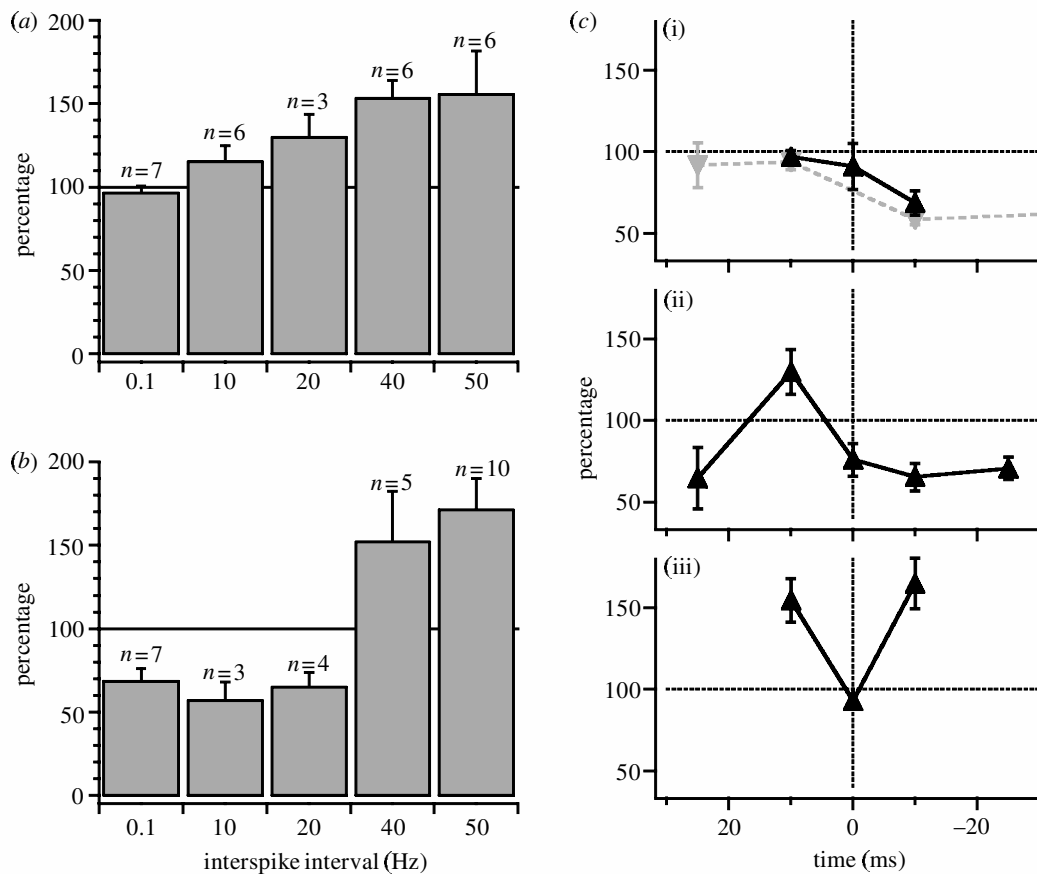 (a)
200
150
100
50
0
percentage
n=7
n=6
n=3
n=6
n=6
0.1 10 20 40 50
(b)
200
150
100
50
0
percentage
n=7
n=3
n=4
n=5
n=10
0.1 10 20 40 50
interspike interval (Hz)
(c)
(i)
150
100
50
(ii)
150
100
50
percentage
(iii)
150
100
50
20 0 –20
time (ms)